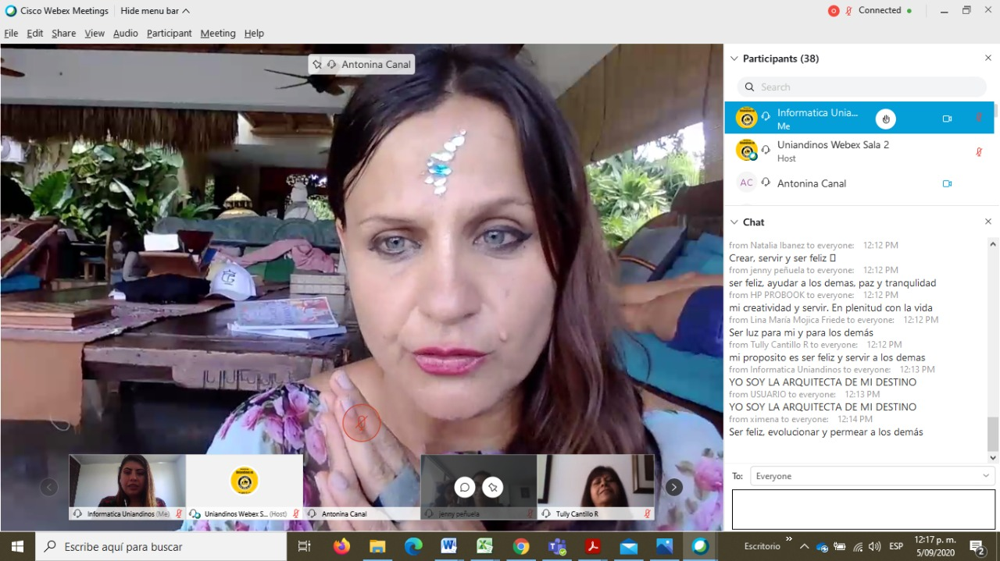 Cisco Webex Meetings
Hide menu bar
Connected
File Edit Share View Audio Participant Meeting Help
Antonina Canal
Participants (38)
Search
Informatica Unia...
Me
Uniandinos Webex Sala 2
Host
AC Antonina Canal
Chat
from Natalia Ibanez to everyone: 12:12 PM
Crear, servir y ser feliz
from jenny peñuela to everyone: 12:12 PM
ser feliz, ayudar a los demas, paz y tranqulidad
from HP PROBOOK to everyone: 12:12 PM
mi creatividad y servir. En plenitud con la vida
from Lina María Mojica Friede to everyone: 12:12 PM
Ser luz para mi y para los demás
from Tully Cantillo R to everyone: 12:12 PM
mi proposito es ser feliz y servir a los demas
from Informatica Uniandinos to everyone: 12:13 PM
YO SOY LA ARQUITECTA DE MI DESTINO
from USUARIO to everyone: 12:13 PM
YO SOY LA ARQUITECTA DE MI DESTINO
from ximena to everyone: 12:14 PM
Ser feliz, evolucionar y permear a los demás
To: Everyone
Informatica Uniandinos (Me)
Uniandinos Webex S... (Host)
Antonina Canal
jenny peñuela
Tully Cantillo R
Escribe aquí para buscar
Escritorio
ESP
12:17 p. m.
5/09/2020
2